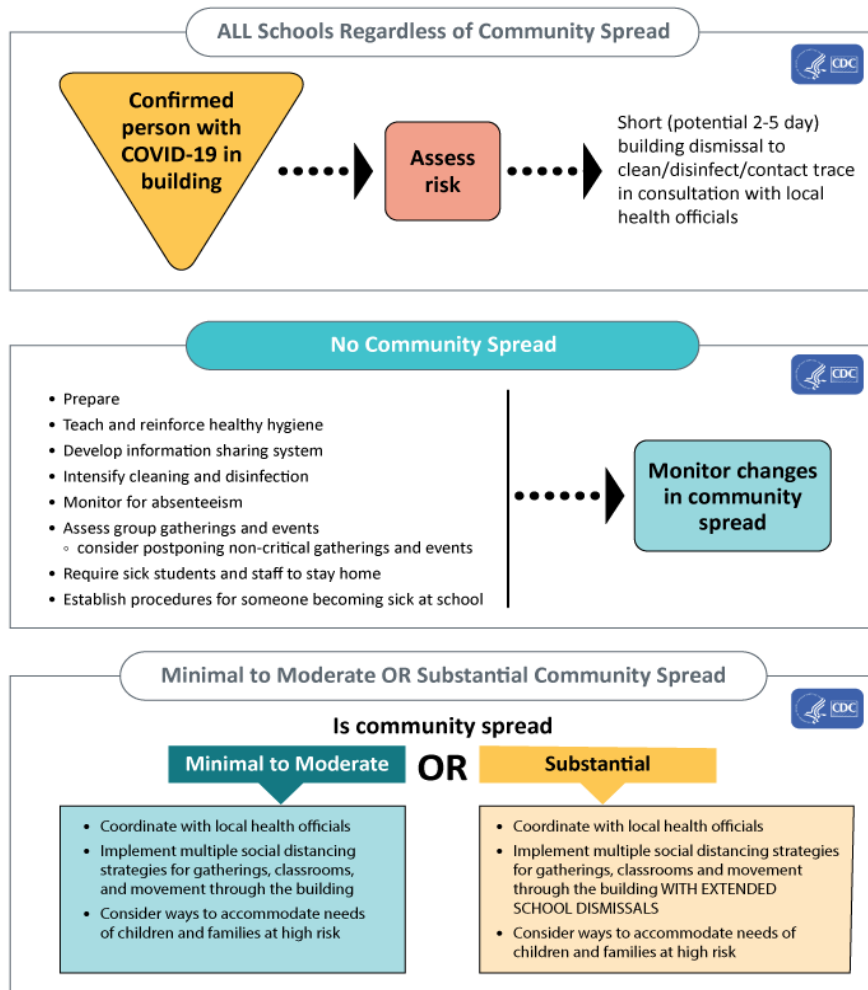 ALL Schools Regardless of Community Spread
CDC
Confirmed
person with
COVID-19 in
building
Assess
risk
Short (potential 2-5 day)
building dismissal to
clean/disinfect/contact trace
in consultation with local
health officials
No Community Spread
CDC
• Prepare
• Teach and reinforce healthy hygiene
• Develop information sharing system
• Intensify cleaning and disinfection
• Monitor for absenteeism
• Assess group gatherings and events
◦ consider postponing non-critical gatherings and events
• Require sick students and staff to stay home
• Establish procedures for someone becoming sick at school
Monitor changes
in community
spread
Minimal to Moderate OR Substantial Community Spread
CDC
Is community spread
Minimal to Moderate OR Substantial
• Coordinate with local health officials
• Implement multiple social distancing
strategies for gatherings, classrooms,
and movement through the building
• Consider ways to accommodate needs
of children and families at high risk
• Coordinate with local health officials
• Implement multiple social distancing strategies
for gatherings, classrooms and movement
through the building WITH EXTENDED
SCHOOL DISMISSALS
• Consider ways to accommodate needs of
children and families at high risk